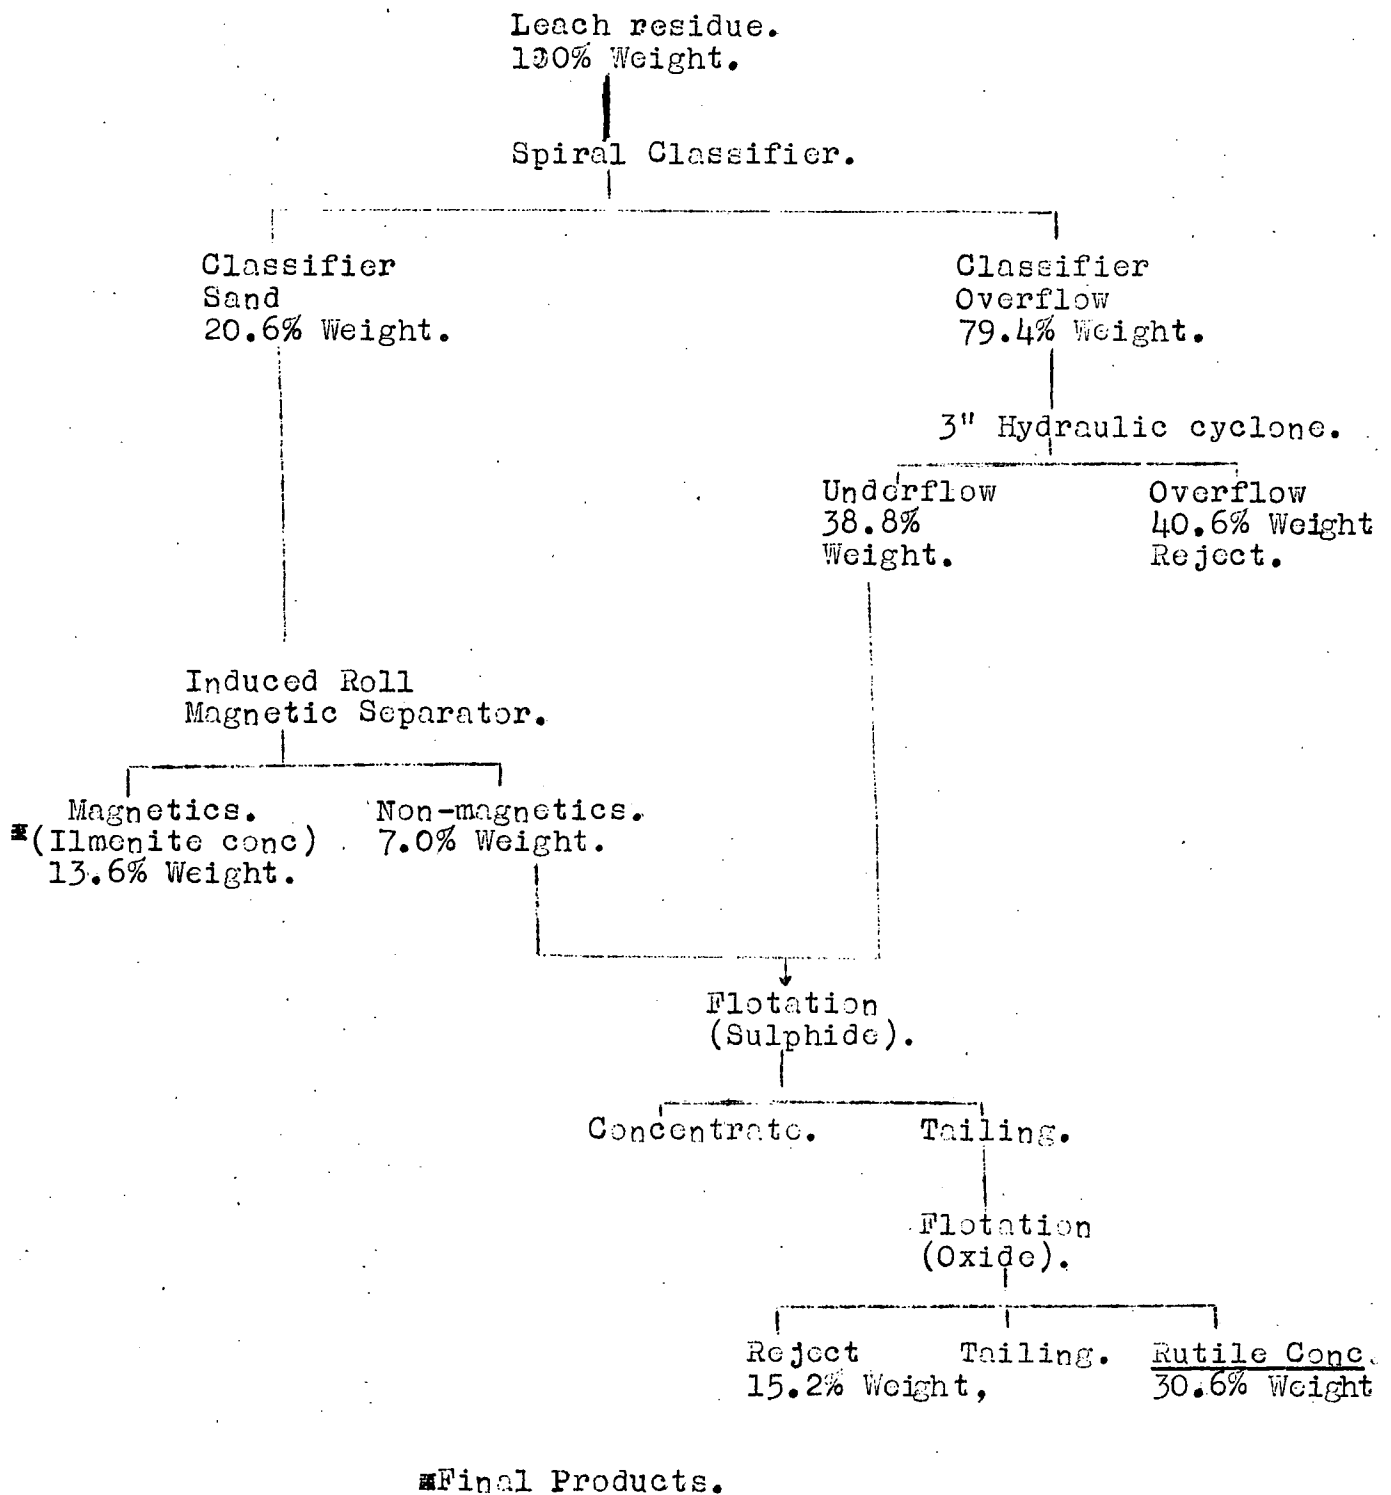 Leach residue.
100% Weight.
Spiral Classifier.
Classifier
Sand
20.6% Weight.
Classifier
Overflow
79.4% Weight.
3" Hydraulic cyclone.
Underflow
38.8%
Weight.
Overflow
40.6% Weight
Reject.
Induced Roll
Magnetic Separator.
Magnetics.
*(Ilmenite conc)
13.6% Weight.
Non-magnetics.
7.0% Weight.
Flotation
(Sulphide).
Concentrate.
Tailing.
Flotation
(Oxide).
Reject
15.2% Weight,
Tailing.
Rutile Conc.
30.6% Weight
*Final Products.